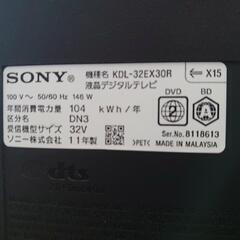 SONY 機種名 KDL-32EX30R
液晶デジタルテレビ
100 V～ 50/60 Hz 146 W
年間消費電力量 104 kWh/年
区分名 DN3
受信機型サイズ 32V
ソニー株式会社 11年製
X15
DVD BD
2
Ser.No. 8118613
>PET< MADE IN MALAYSIA
dts